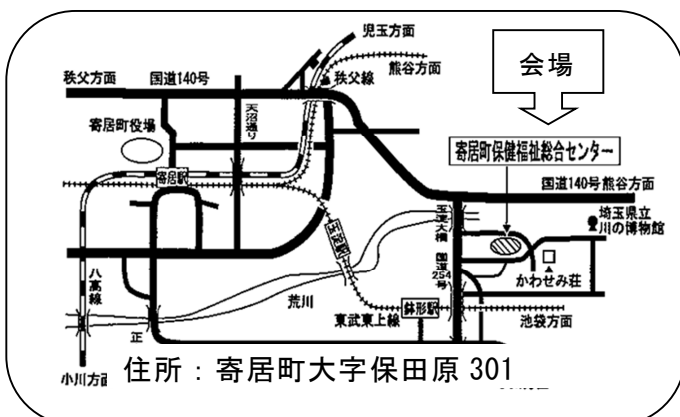 児玉方面
熊谷方面
会場
秩父方面
国道140号
秩父線
天沼通り
寄居町役場
寄居町保健福祉総合センター
寄居駅
国道140号熊谷方面
玉淀大橋
埼玉県立
川の博物館
玉淀駅
国道254号
かわせみ荘
八高線
荒川
鉢形駅
東武東上線
池袋方面
正
小川方面
住所：寄居町大字保田原301